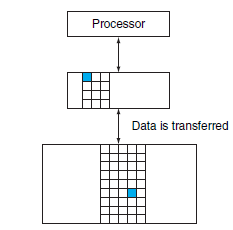 Processor
Data is transferred